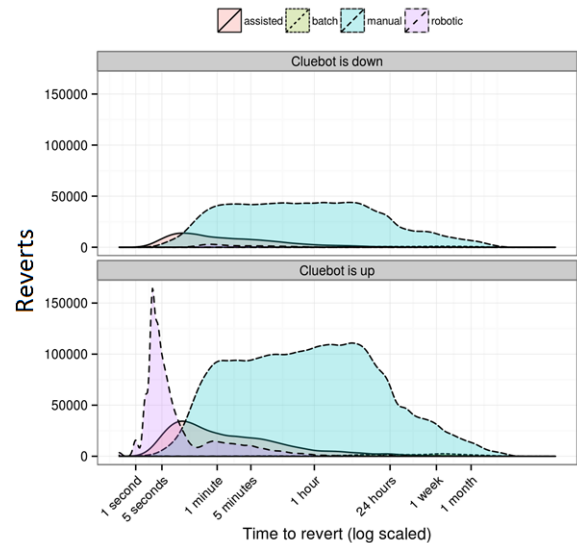 assisted batch manual robotic
Cluebot is down
150000
100000
50000
0
Cluebot is up
150000
100000
50000
0
Reverts
1 second 5 seconds 1 minute 5 minutes 1 hour 24 hours 1 week 1 month
Time to revert (log scaled)